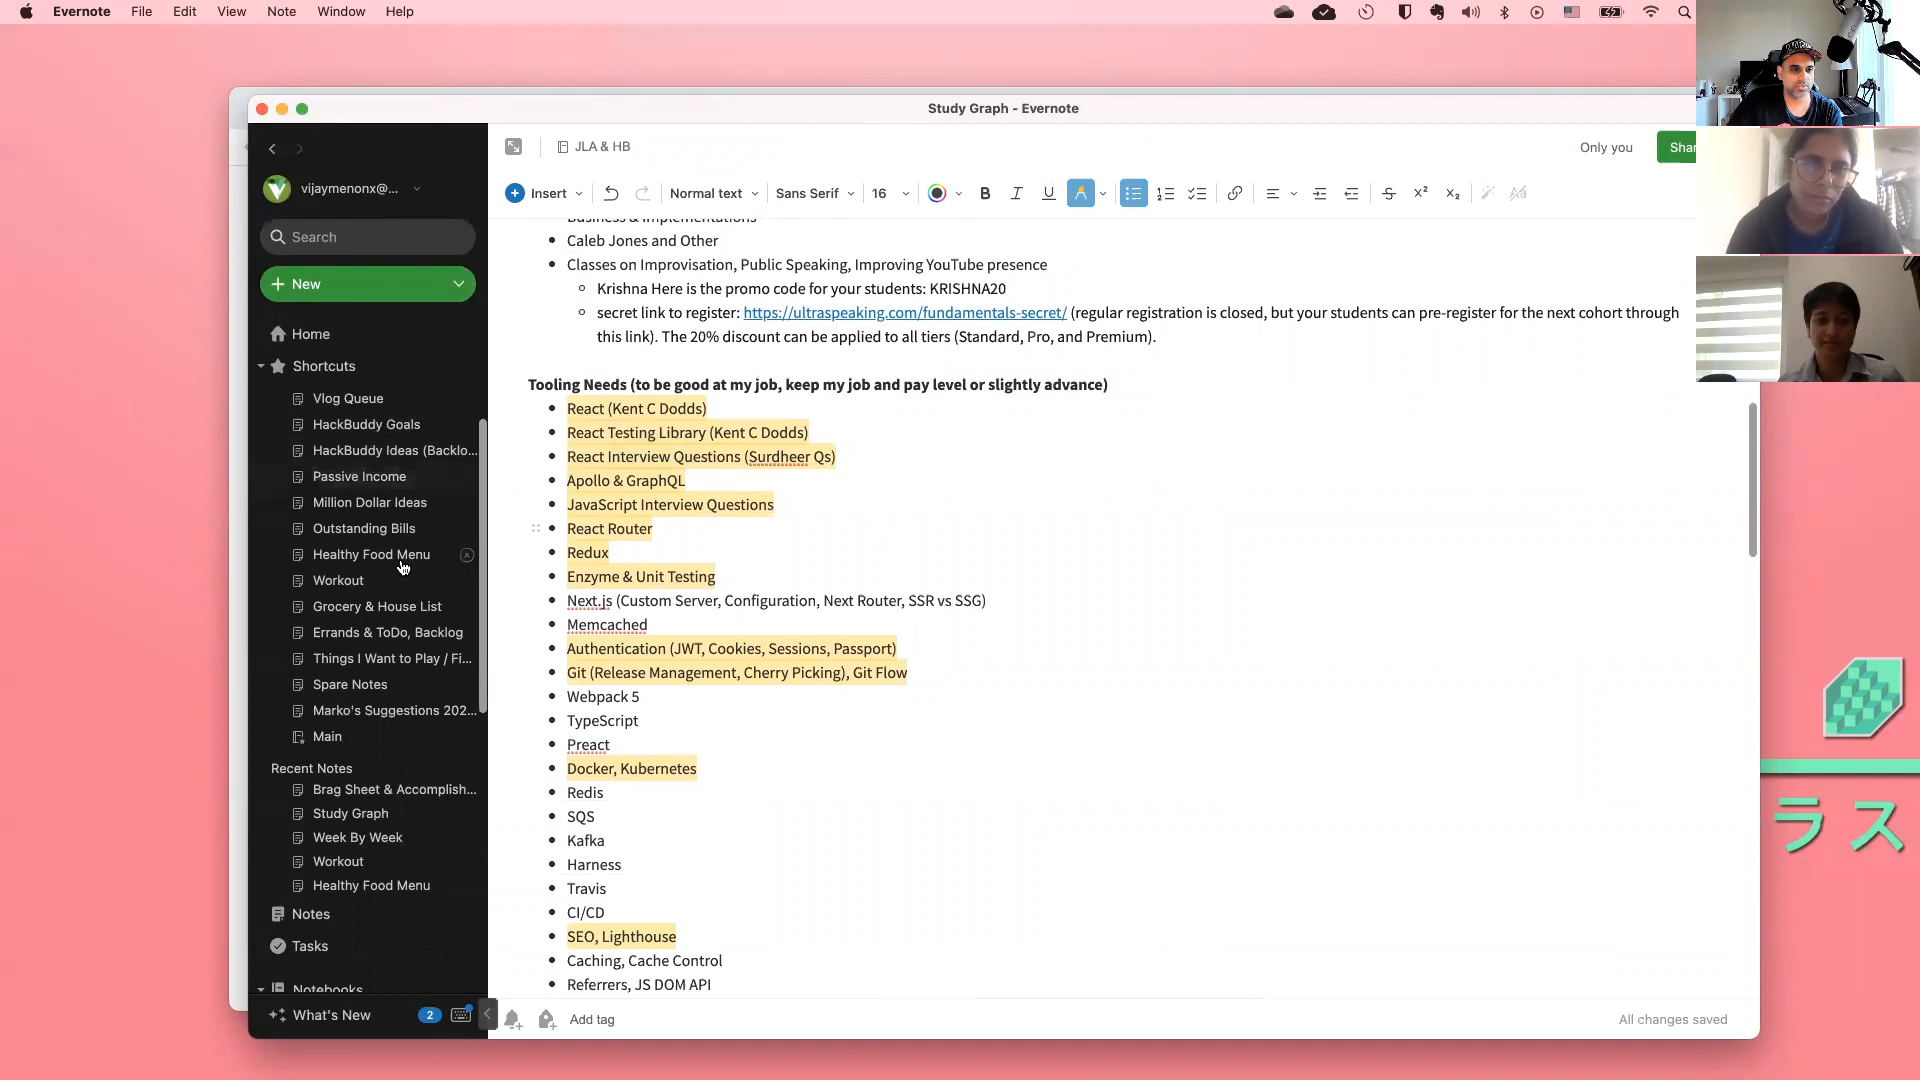 Evernote File Edit View Note Window Help
Study Graph - Evernote
JLA & HB
Only you
Shar
vijaymenonx@...
Insert
Normal text
Sans Serif
16
Search
New
Home
Shortcuts
Vlog Queue
HackBuddy Goals
HackBuddy Ideas (Backlo...
Passive Income
Million Dollar Ideas
Outstanding Bills
Healthy Food Menu
Workout
Grocery & House List
Errands & ToDo, Backlog
Things I Want to Play / Fi...
Spare Notes
Marko's Suggestions 202...
Main
Recent Notes
Brag Sheet & Accomplish...
Study Graph
Week By Week
Workout
Healthy Food Menu
Notes
Tasks
Notebooks
What's New
2
Business & Implementations
Caleb Jones and Other
Classes on Improvisation, Public Speaking, Improving YouTube presence
Krishna Here is the promo code for your students: KRISHNA20
secret link to register: https://ultraspeaking.com/fundamentals-secret/ (regular registration is closed, but your students can pre-register for the next cohort through
this link). The 20% discount can be applied to all tiers (Standard, Pro, and Premium).
Tooling Needs (to be good at my job, keep my job and pay level or slightly advance)
React (Kent C Dodds)
React Testing Library (Kent C Dodds)
React Interview Questions (Surdheer Qs)
Apollo & GraphQL
JavaScript Interview Questions
React Router
Redux
Enzyme & Unit Testing
Next.js (Custom Server, Configuration, Next Router, SSR vs SSG)
Memcached
Authentication (JWT, Cookies, Sessions, Passport)
Git (Release Management, Cherry Picking), Git Flow
Webpack 5
TypeScript
Preact
Docker, Kubernetes
Redis
SQS
Kafka
Harness
Travis
CI/CD
SEO, Lighthouse
Caching, Cache Control
Referrers, JS DOM API
Add tag
All changes saved
ラス